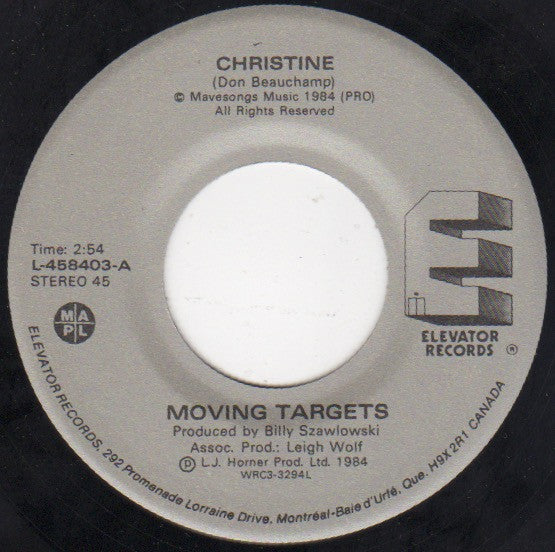 CHRISTINE
(Don Beauchamp)
© Mavesongs Music 1984 (PRO)
All Rights Reserved
Time: 2:54
L-458403-A
STEREO 45
M A
P L
E
ELEVATOR
RECORDS ®
MOVING TARGETS
Produced by Billy Szawlowski
Assoc. Prod.: Leigh Wolf
℗ L.J. Horner Prod. Ltd. 1984
WRC3-3294L
ELEVATOR RECORDS, 292 Promenade Lorraine Drive, Montréal-Baie d'Urfé, Que. H9X 2R1 CANADA